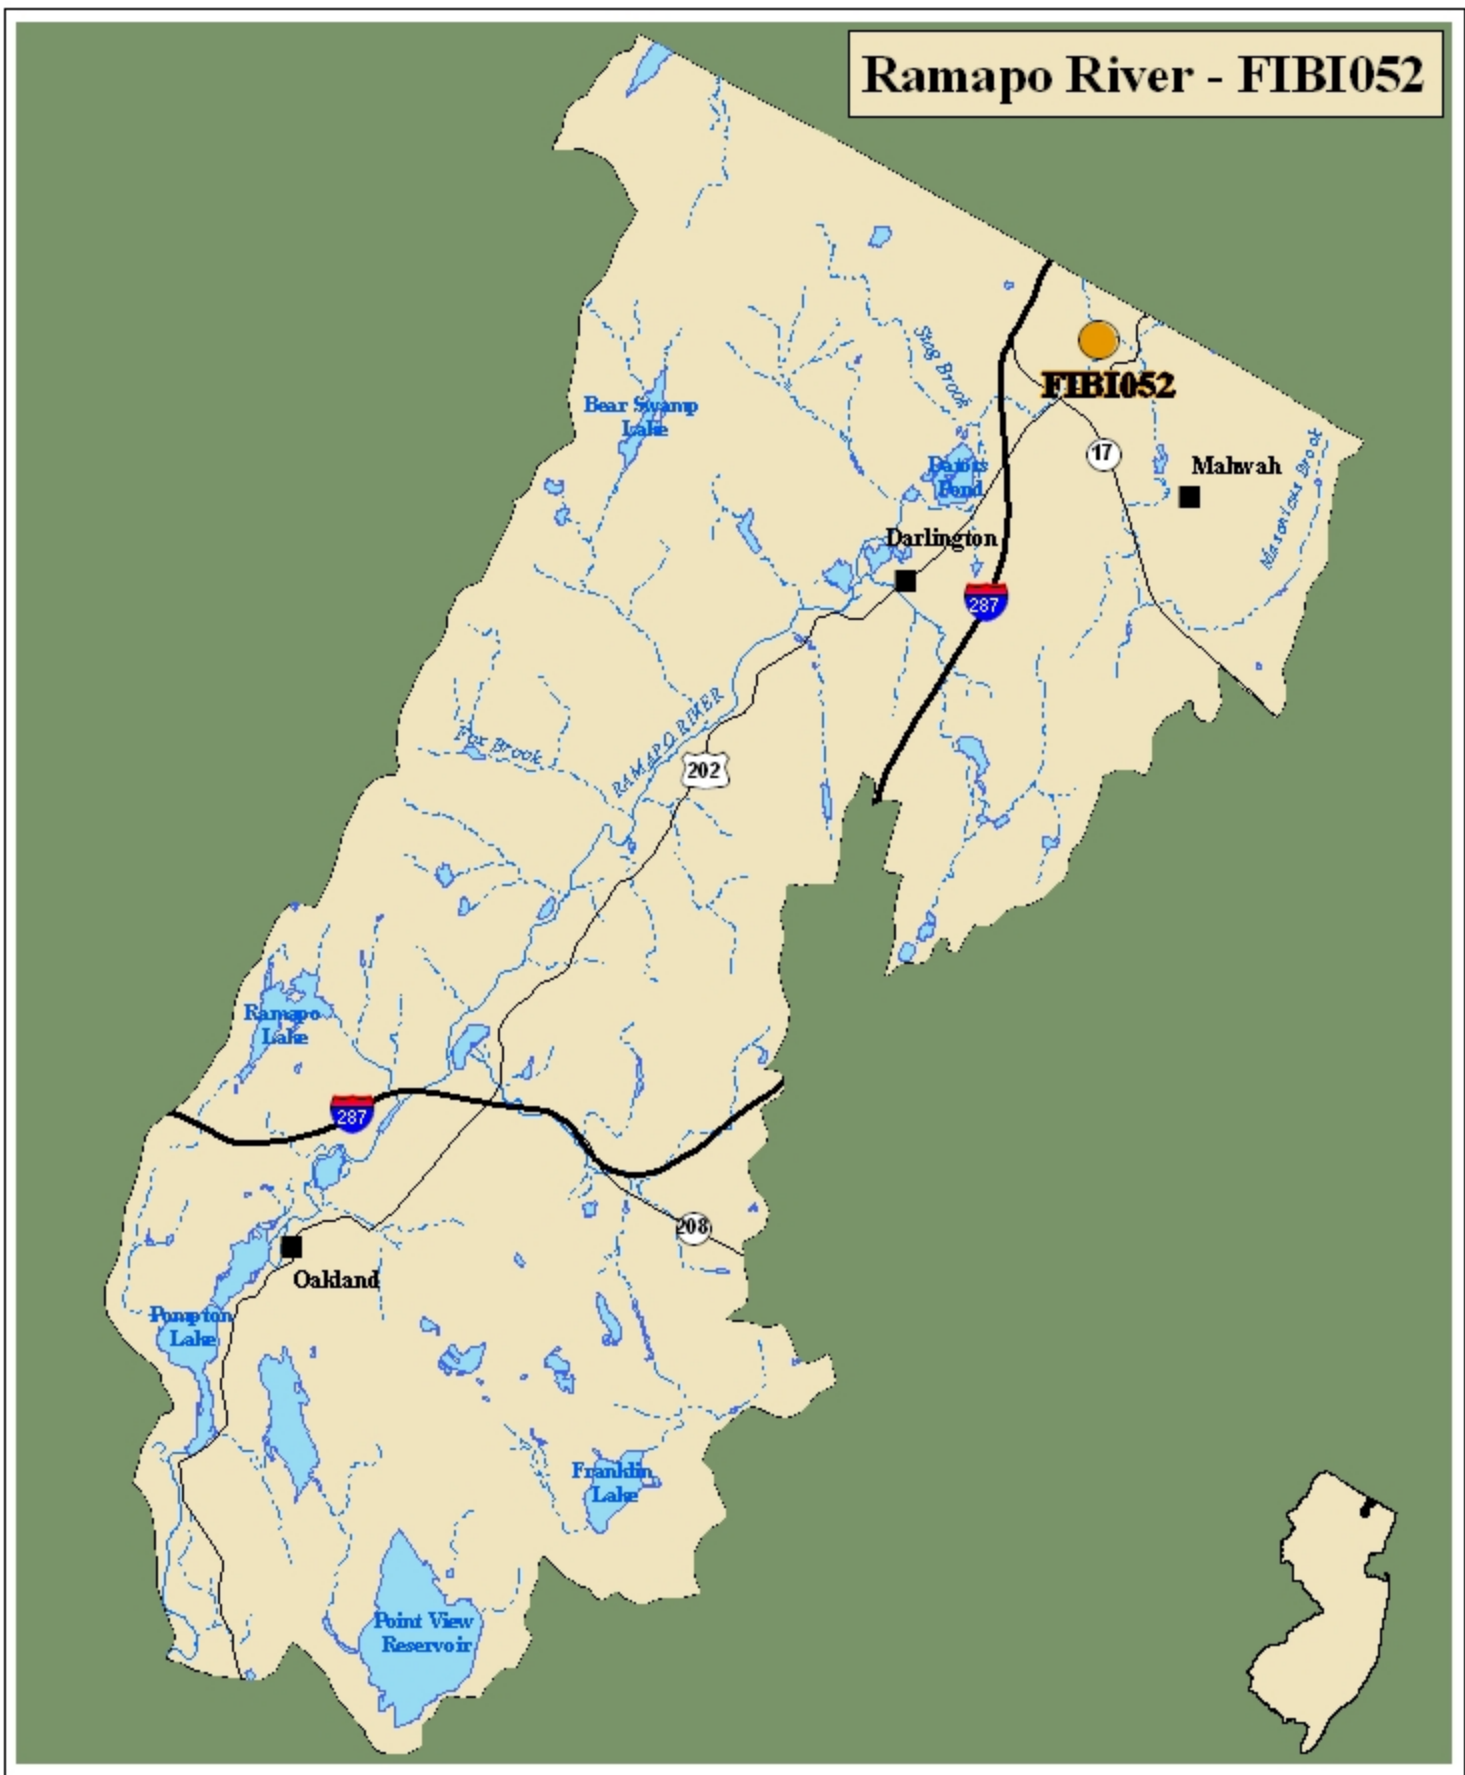 Ramapo River - FIBI052
Stag Brook
FIBI052
Bear Swamp
Lake
17
Mahwah
Masonicus Brook
Pond
Darlington
287
RAMAPO RIVER
Fox Brook
202
Ramapo
Lake
287
208
Oakland
Pompton
Lake
Franklin
Lake
Point View
Reservoir